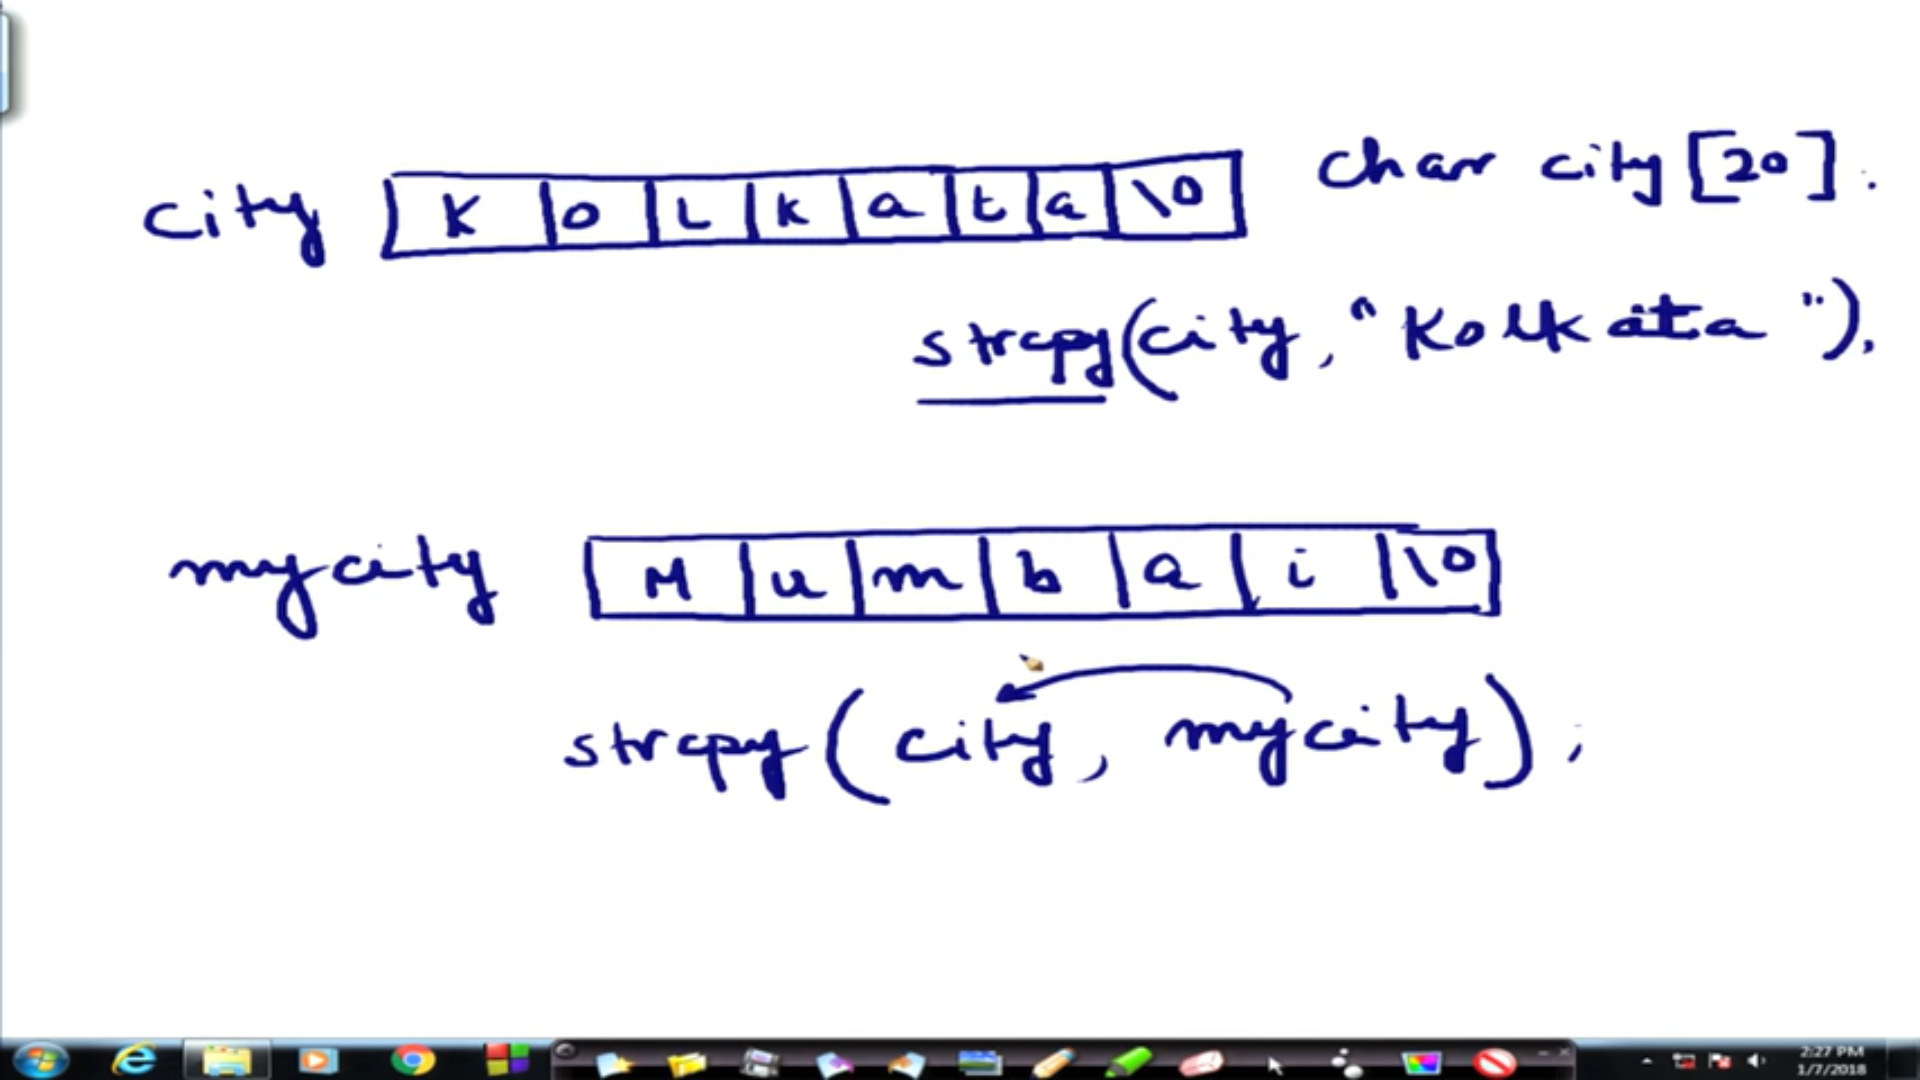 city K o L k a t a \0 char city [20].
strcpy(city, "Kolkata");
mycity M u m b a i \0
strcpy(city, mycity);
2:27 PM
1/7/2018